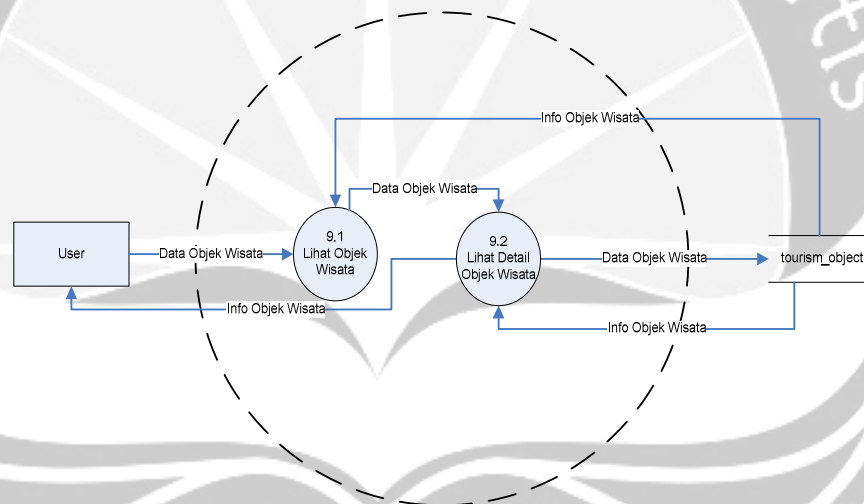 Info Objek Wisata
Data Objek Wisata
9.1
Lihat Objek
Wisata
9.2
Lihat Detail
Objek Wisata
User
Data Objek Wisata
Data Objek Wisata
tourism_object
Info Objek Wisata
Info Objek Wisata